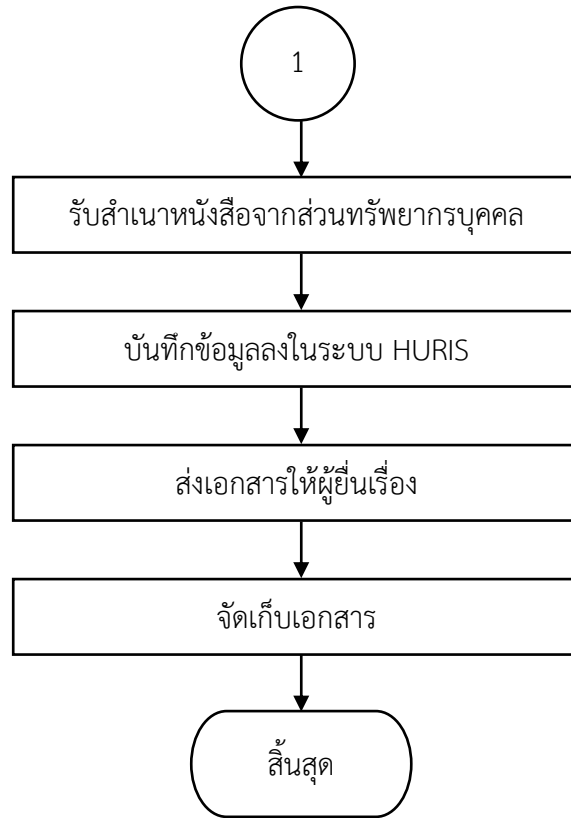 1
รับสำเนาหนังสือจากส่วนทรัพยากรบุคคล
บันทึกข้อมูลลงในระบบ HURIS
ส่งเอกสารให้ผู้ยื่นเรื่อง
จัดเก็บเอกสาร
สิ้นสุด